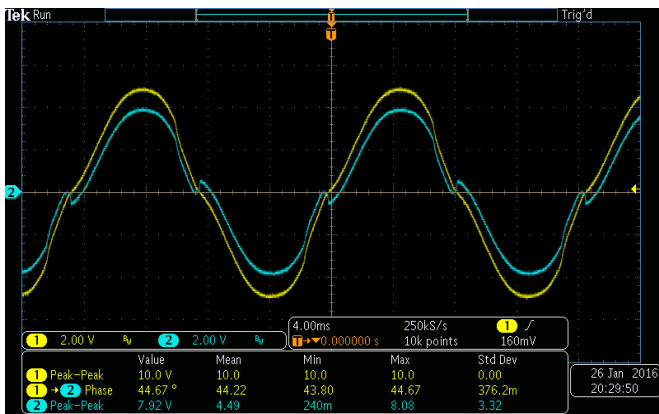 Tek Run Trig'd
T
T
2
1 2.00 V Bw 2 2.00 V Bw
4.00ms 250kS/s 1
T→▼0.000000 s 10k points 160mV
Value Mean Min Max Std Dev
1 Peak-Peak 10.0 V 10.0 10.0 10.0 0.00
1 → 2 Phase 44.67 ° 44.22 43.80 44.67 376.2m
2 Peak-Peak 7.92 V 4.49 240m 8.08 3.32
26 Jan 2016
20:29:50